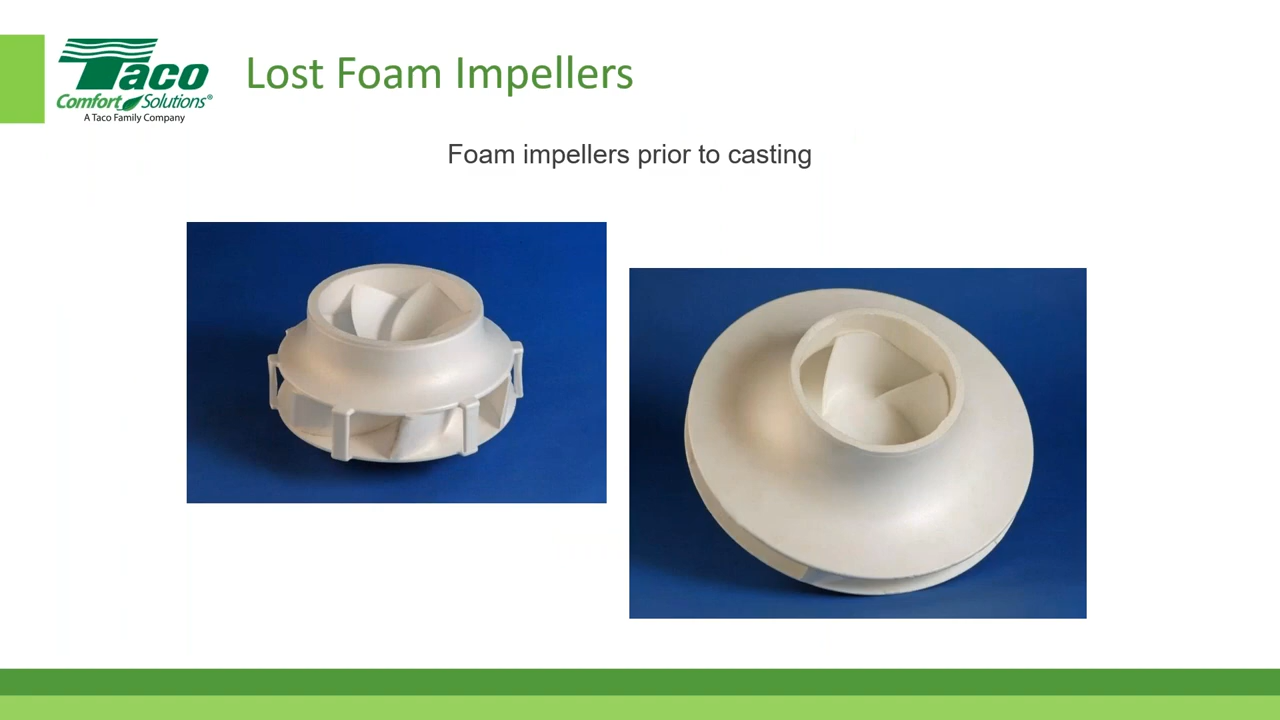 Taco
Comfort Solutions®
A Taco Family Company
Lost Foam Impellers
Foam impellers prior to casting